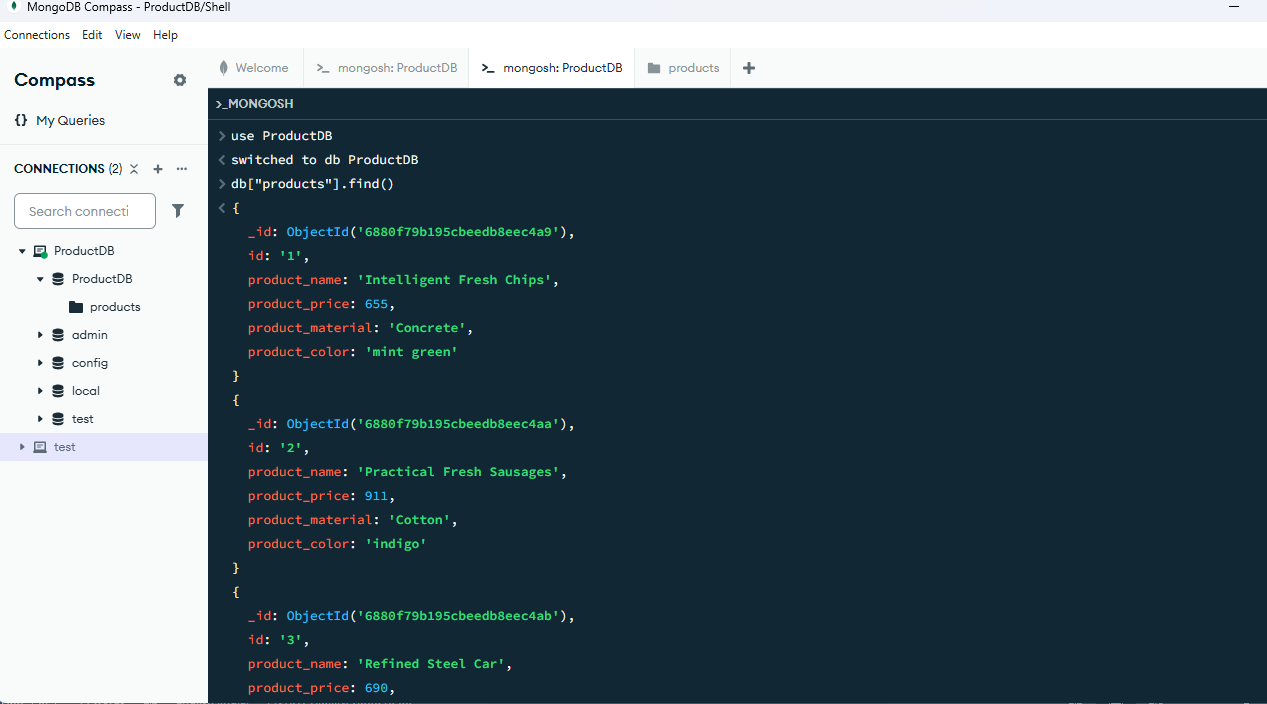 MongoDB Compass - ProductDB/Shell
Connections Edit View Help
Compass
My Queries
CONNECTIONS (2)
Search connecti
ProductDB
ProductDB
products
admin
config
local
test
test
Welcome
mongosh: ProductDB
mongosh: ProductDB
products
>_MONGOSH
> use ProductDB
< switched to db ProductDB
> db["products"].find()
< {
_id: ObjectId('6880f79b195cbeedb8eec4a9'),
id: '1',
product_name: 'Intelligent Fresh Chips',
product_price: 655,
product_material: 'Concrete',
product_color: 'mint green'
}
{
_id: ObjectId('6880f79b195cbeedb8eec4aa'),
id: '2',
product_name: 'Practical Fresh Sausages',
product_price: 911,
product_material: 'Cotton',
product_color: 'indigo'
}
{
_id: ObjectId('6880f79b195cbeedb8eec4ab'),
id: '3',
product_name: 'Refined Steel Car',
product_price: 690,